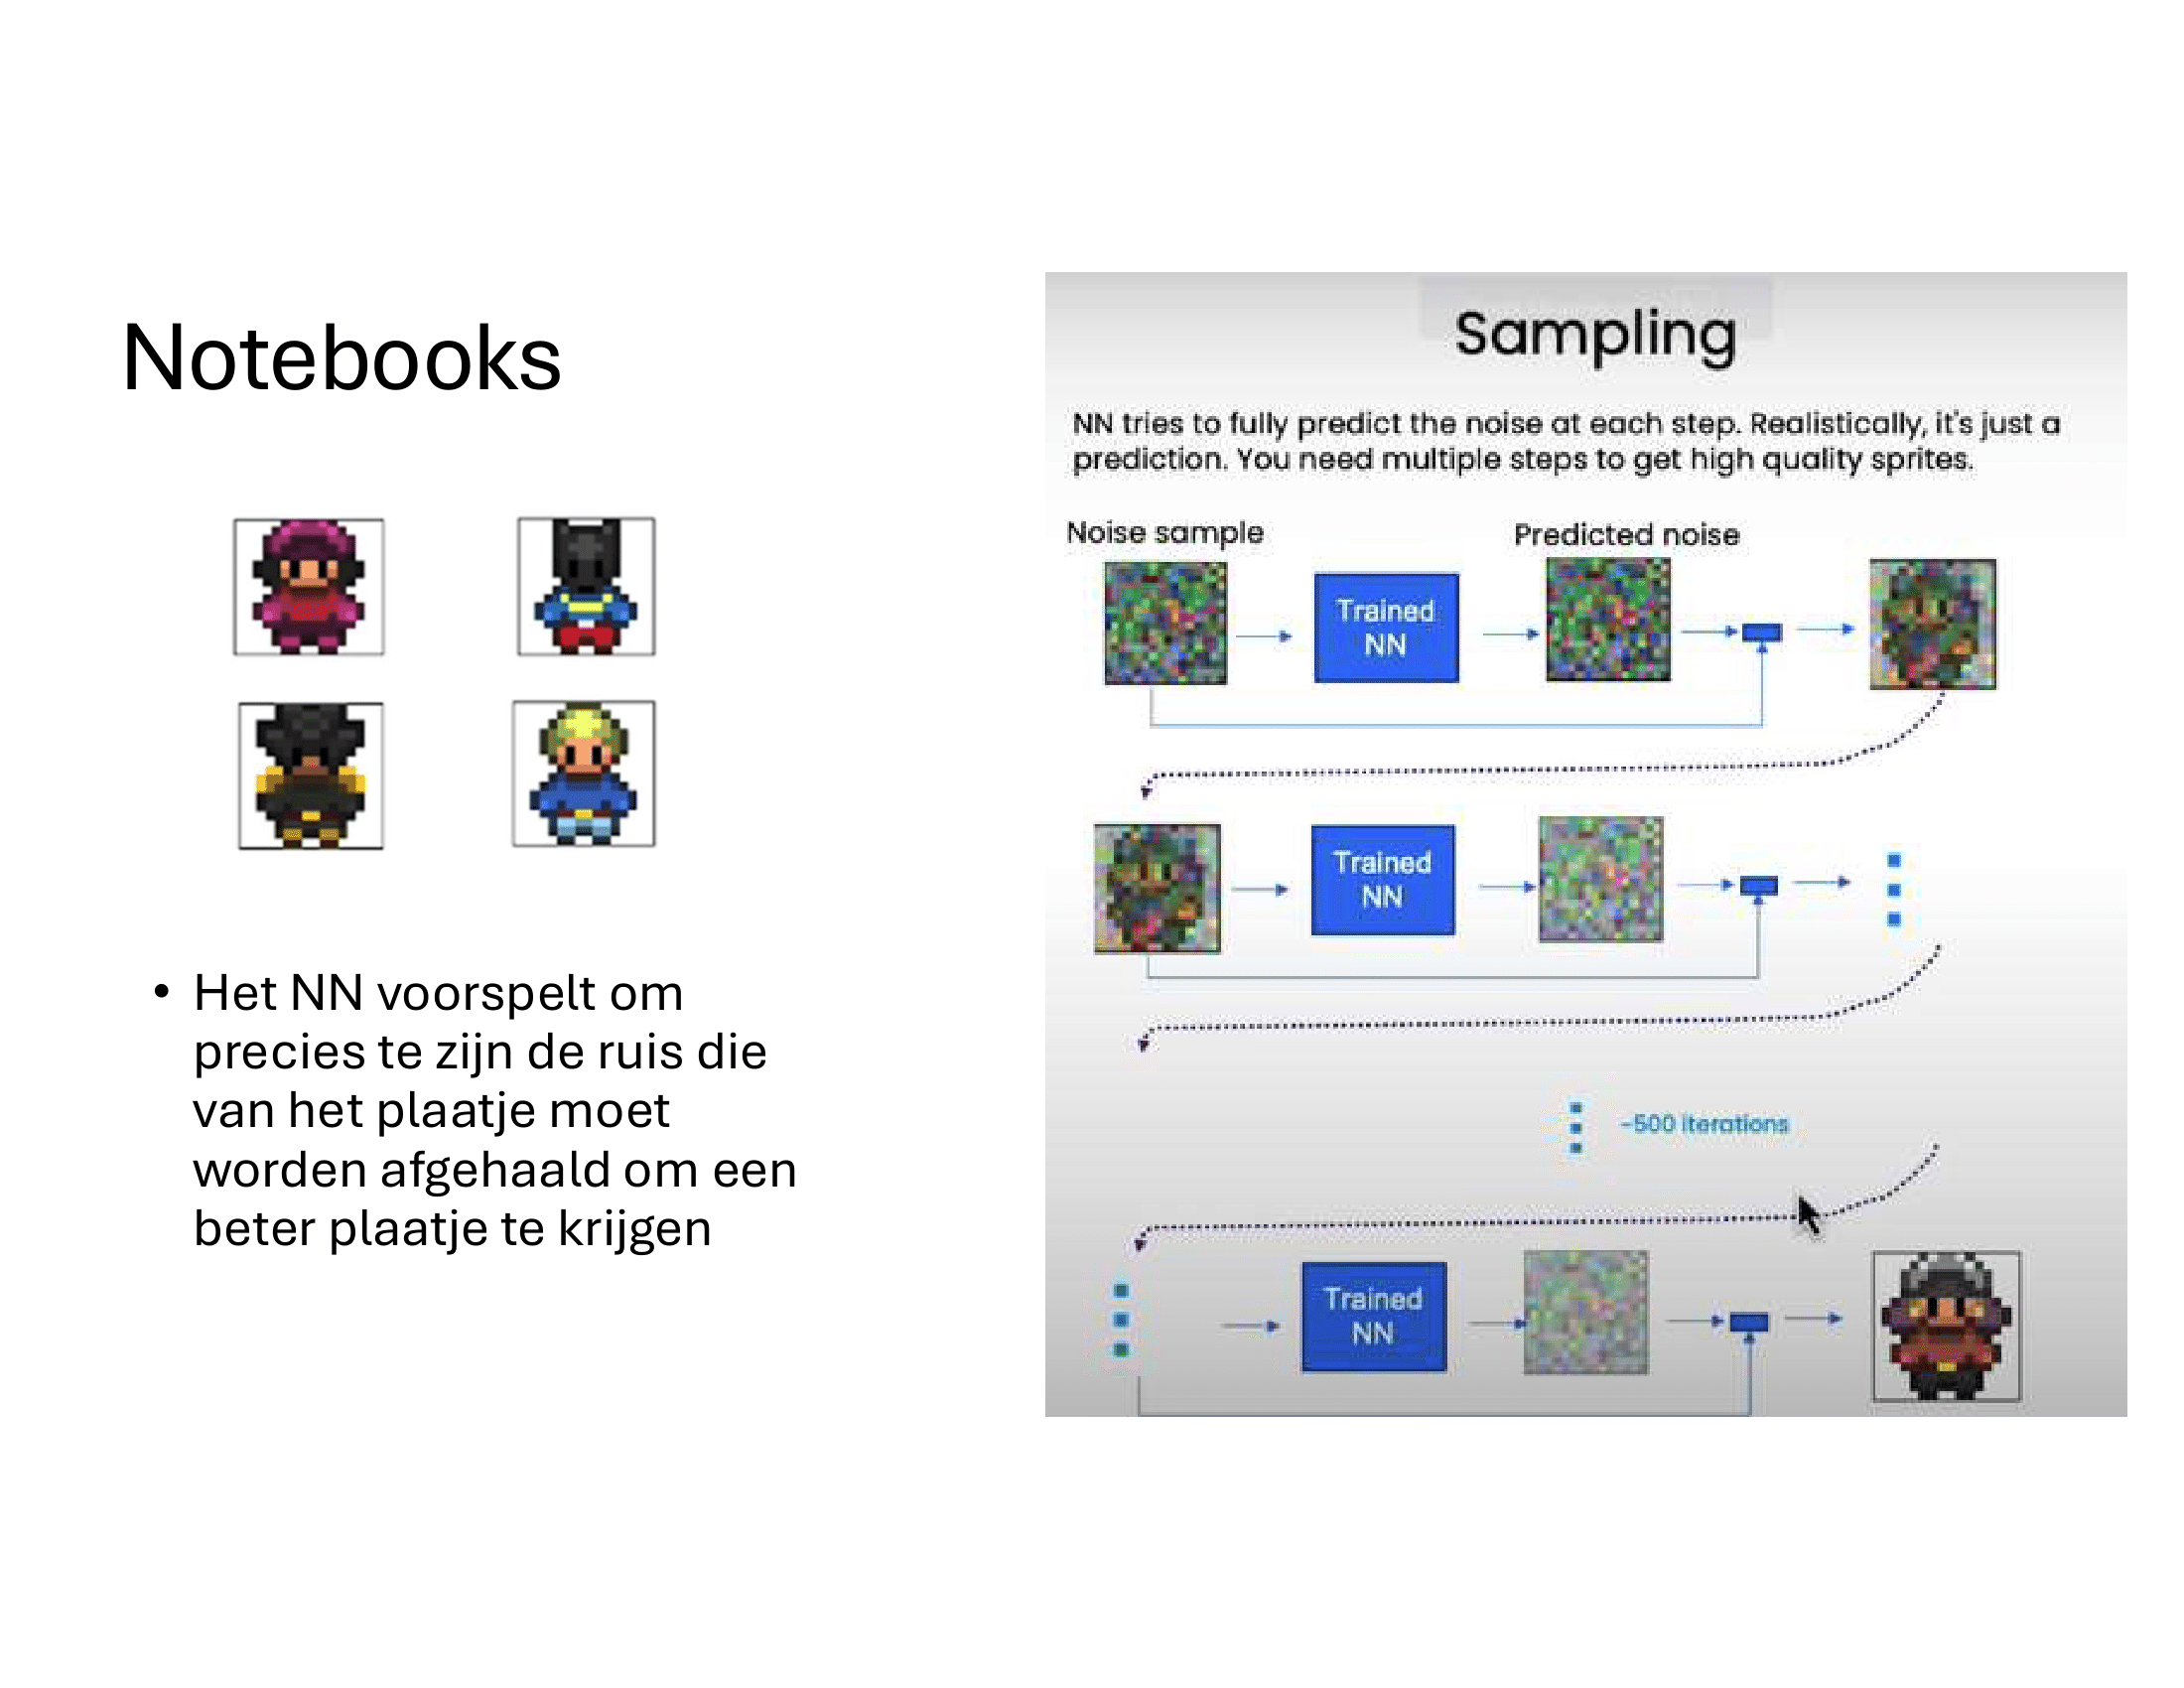 Notebooks
• Het NN voorspelt om
precies te zijn de ruis die
van het plaatje moet
worden afgehaald om een
beter plaatje te krijgen
Sampling
NN tries to fully predict the noise at each step. Realistically, it's just a
prediction. You need multiple steps to get high quality sprites.
Noise sample
Predicted noise
Trained
NN
Trained
NN
~500 iterations
Trained
NN